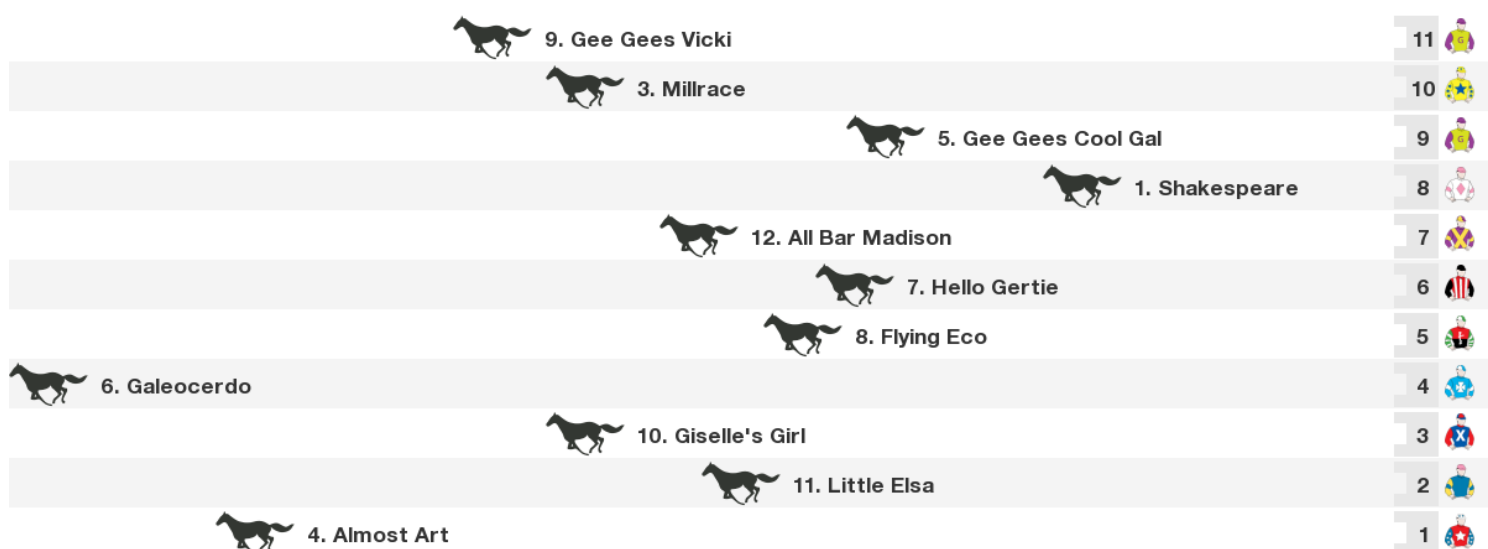 9. Gee Gees Vicki 11
3. Millrace 10
5. Gee Gees Cool Gal 9
1. Shakespeare 8
12. All Bar Madison 7
7. Hello Gertie 6
8. Flying Eco 5
6. Galeocerdo 4
10. Giselle's Girl 3
11. Little Elsa 2
4. Almost Art 1